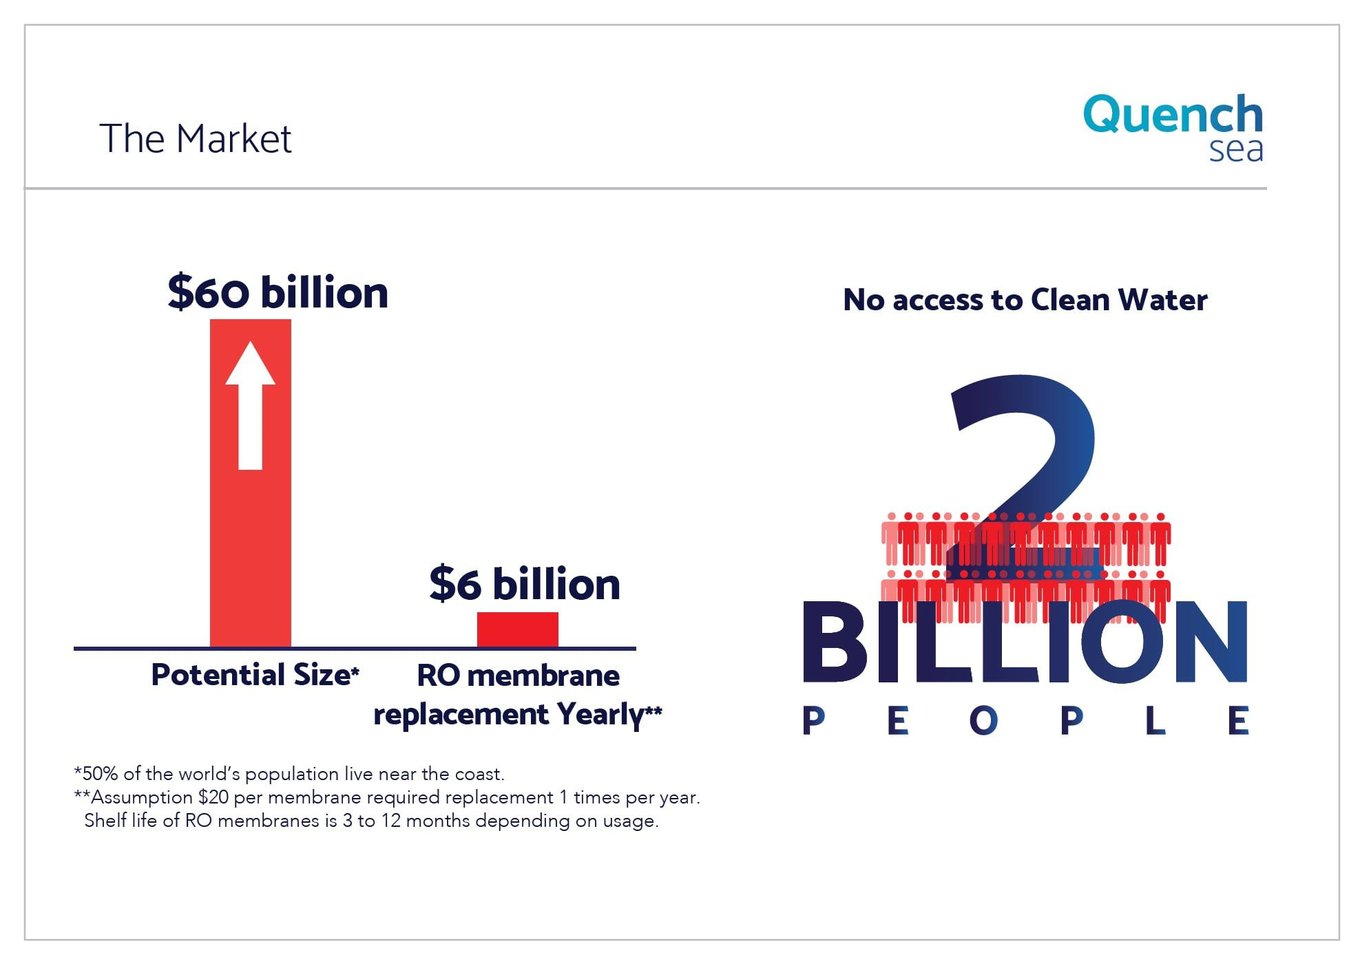 The Market
Quench
sea
$60 billion
$6 billion
Potential Size*
RO membrane
replacement Yearly**
*50% of the world’s population live near the coast.
**Assumption $20 per membrane required replacement 1 times per year.
Shelf life of RO membranes is 3 to 12 months depending on usage.
No access to Clean Water
2
BILLION
PEOPLE